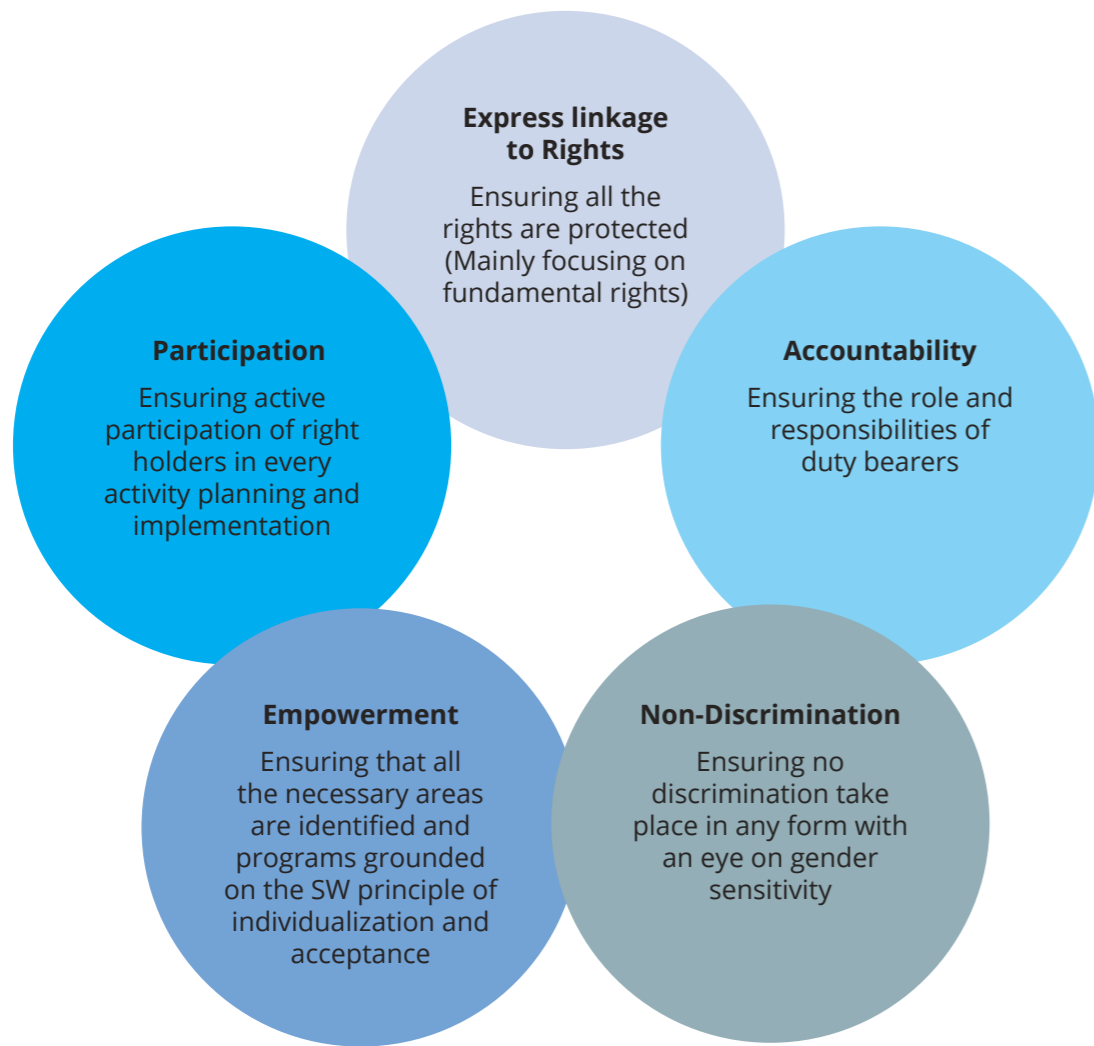 Express linkage
to Rights
Ensuring all the
rights are protected
(Mainly focusing on
fundamental rights)
Participation
Ensuring active
participation of right
holders in every
activity planning and
implementation
Accountability
Ensuring the role and
responsibilities of
duty bearers
Empowerment
Ensuring that all
the necessary areas
are identified and
programs grounded
on the SW principle of
individualization and
acceptance
Non-Discrimination
Ensuring no
discrimination take
place in any form with
an eye on gender
sensitivity